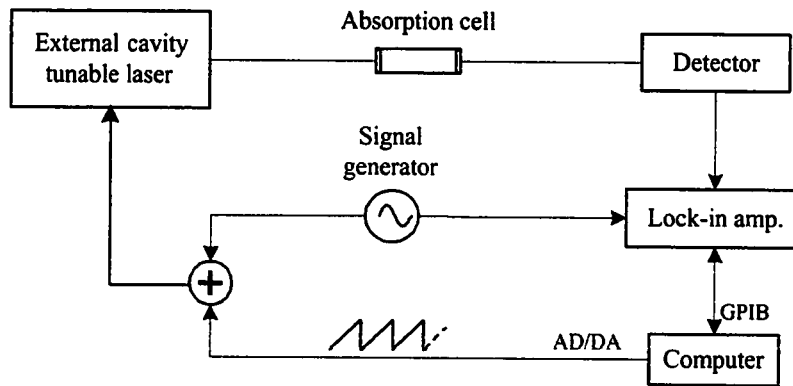 External cavity
tunable laser
Absorption cell
Detector
Signal
generator
Lock-in amp.
GPIB
AD/DA
Computer